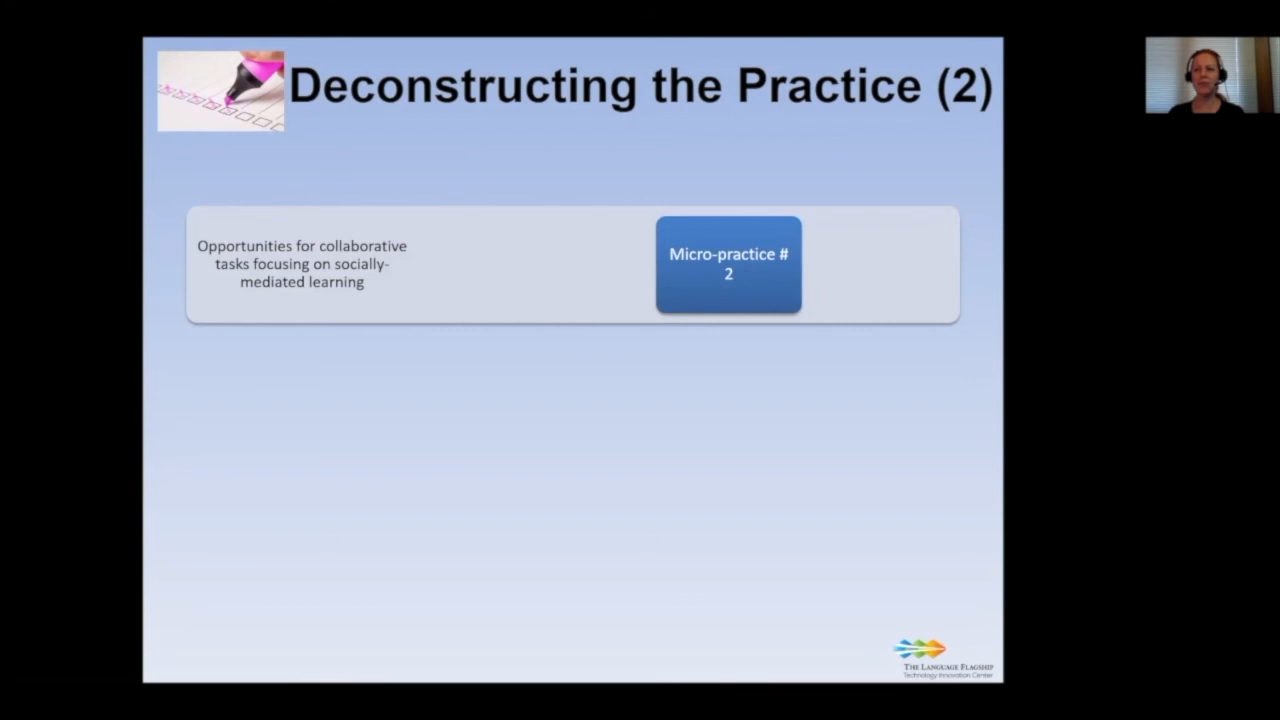 Deconstructing the Practice (2)
Opportunities for collaborative
tasks focusing on socially-
mediated learning
Micro-practice #
2
THE LANGUAGE FLAGSHIP
Technology Innovation Center